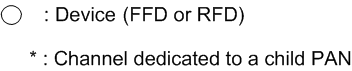 : Device (FFD or RFD)
* : Channel dedicated to a child PAN